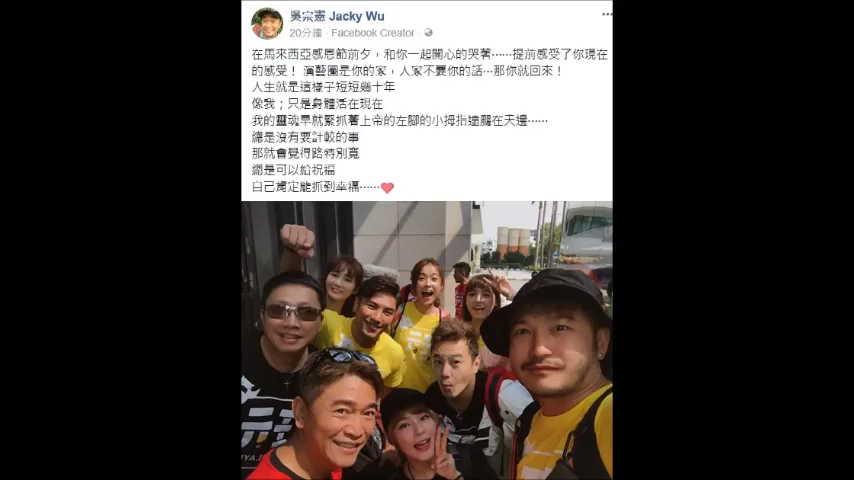 吳宗憲 Jacky Wu
20分鐘 · Facebook Creator ·
在馬來西亞感恩節前夕，和你一起開心的哭著⋯⋯提前感受了你現在
的感受！ 演藝圈是你的家，人家不要你的話⋯那你就回來！
人生就是這樣子短短幾十年
像我；只是身體活在現在
我的靈魂早就緊抓著上帝的左腳的小拇指遠颺在天邊⋯⋯
總是沒有要計較的事
那就會覺得路特別寬
總是可以給祝福
自己肯定能抓到幸福⋯⋯❤